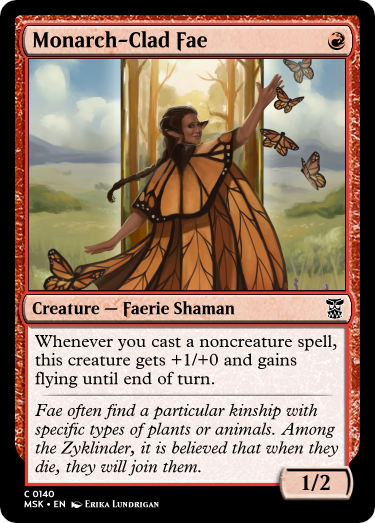 Monarch-Clad Fae
Creature — Faerie Shaman
Whenever you cast a noncreature spell,
this creature gets +1/+0 and gains
flying until end of turn.
Fae often find a particular kinship with
specific types of plants or animals. Among
the Zyklinder, it is believed that when they
die, they will join them.
1/2
C 0140
MSK • EN Erika Lundrigan